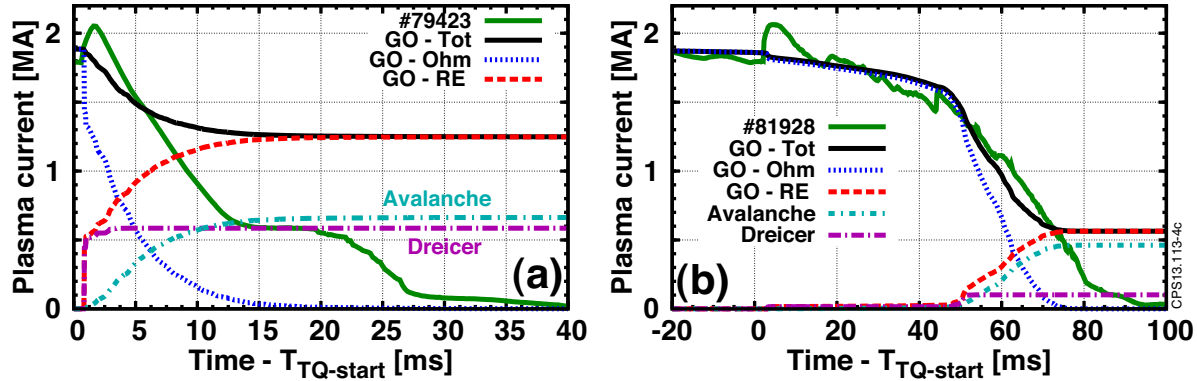 Plasma current [MA]
2
1
0
#79423
GO - Tot
GO - Ohm
GO - RE
Avalanche
Dreicer
(a)
0 5 10 15 20 25 30 35 40
Time - T_TQ-start [ms]
Plasma current [MA]
2
1
0
#81928
GO - Tot
GO - Ohm
GO - RE
Avalanche
Dreicer
(b)
CPS13.113-4c
-20 0 20 40 60 80 100
Time - T_TQ-start [ms]